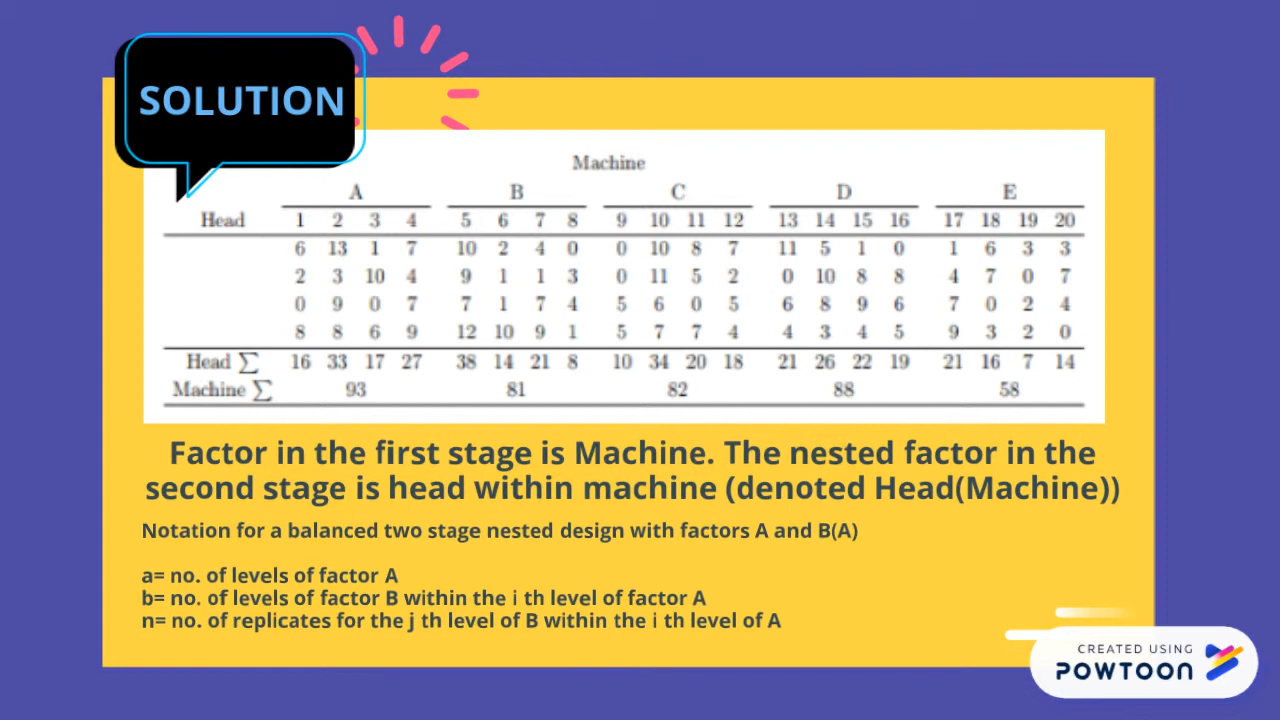 SOLUTION
Machine
A B C D E
Head 1 2 3 4 5 6 7 8 9 10 11 12 13 14 15 16 17 18 19 20
6 13 1 7 10 2 4 0 0 10 8 7 11 5 1 0 1 6 3 3
2 3 10 4 9 1 1 3 0 11 5 2 0 10 8 8 4 7 0 7
0 9 0 7 7 1 7 4 5 6 0 5 6 8 9 6 7 0 2 4
8 8 6 9 12 10 9 1 5 7 7 4 4 3 4 5 9 3 2 0
Head ∑ 16 33 17 27 38 14 21 8 10 34 20 18 21 26 22 19 21 16 7 14
Machine ∑ 93 81 82 88 58
Factor in the first stage is Machine. The nested factor in the
second stage is head within machine (denoted Head(Machine))
Notation for a balanced two stage nested design with factors A and B(A)
a= no. of levels of factor A
b= no. of levels of factor B within the i th level of factor A
n= no. of replicates for the j th level of B within the i th level of A
CREATED USING
POWTOON